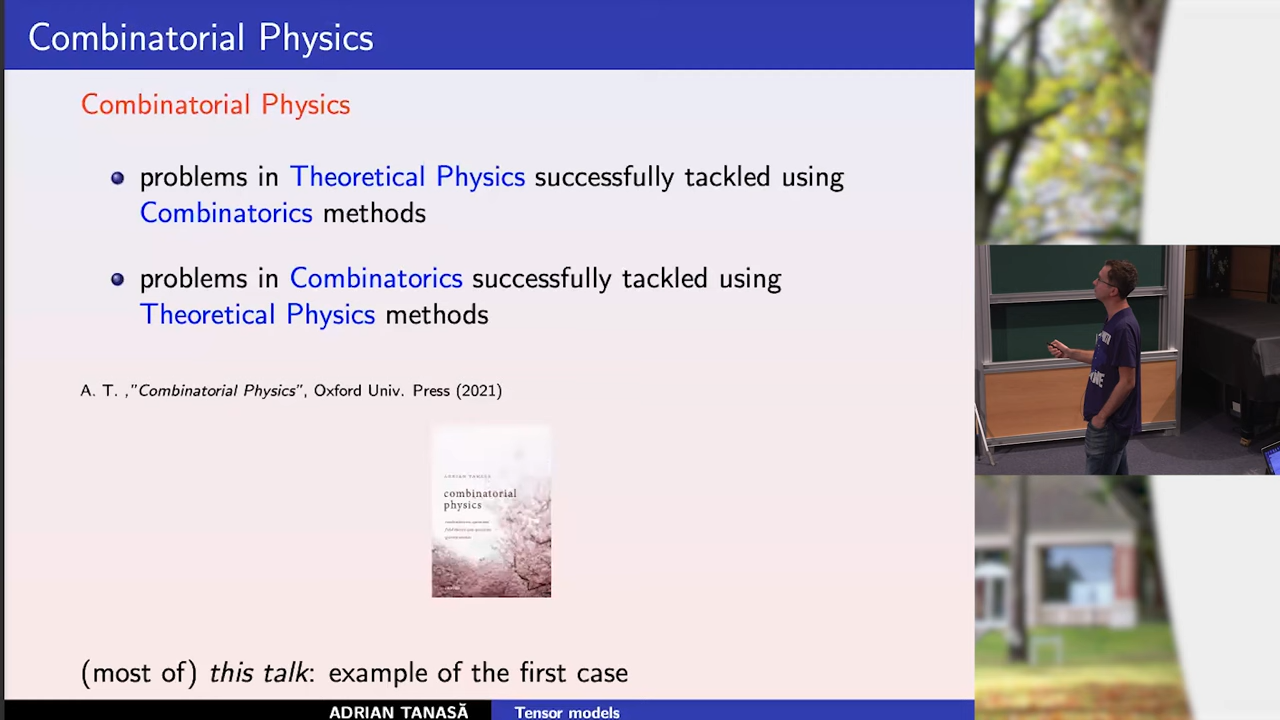 Combinatorial Physics
Combinatorial Physics
problems in Theoretical Physics successfully tackled using
Combinatorics methods
problems in Combinatorics successfully tackled using
Theoretical Physics methods
A. T. ,"Combinatorial Physics", Oxford Univ. Press (2021)
ADRIAN TANASA
combinatorial
physics
(most of) this talk: example of the first case
ADRIAN TANASĂ
Tensor models